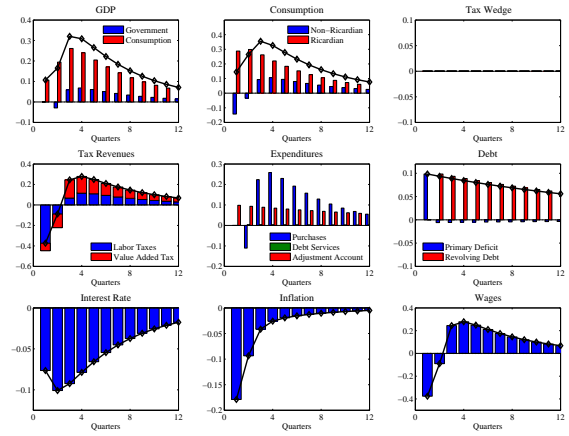 GDP
Consumption
Tax Wedge
0.4
0.3
0.2
0.1
0
−0.1
Government
Consumption
0 4 8 12
Quarters
0.4
0.3
0.2
0.1
0
−0.1
−0.2
Non−Ricardian
Ricardian
0 4 8 12
Quarters
0.1
0.05
0
−0.05
−0.1
0 4 8 12
Quarters
Tax Revenues
Expenditures
Debt
0.4
0.2
0
−0.2
−0.4
−0.6
Labor Taxes
Value Added Tax
0 4 8 12
Quarters
0.3
0.2
0.1
0
−0.1
−0.2
Purchases
Debt Services
Adjustment Account
0 4 8 12
Quarters
0.1
0.05
0
−0.05
−0.1
Primary Deficit
Revolving Debt
0 4 8 12
Quarters
Interest Rate
Inflation
Wages
0
−0.05
−0.1
0 4 8 12
Quarters
0
−0.05
−0.1
−0.15
−0.2
0 4 8 12
Quarters
0.4
0.2
0
−0.2
−0.4
0 4 8 12
Quarters